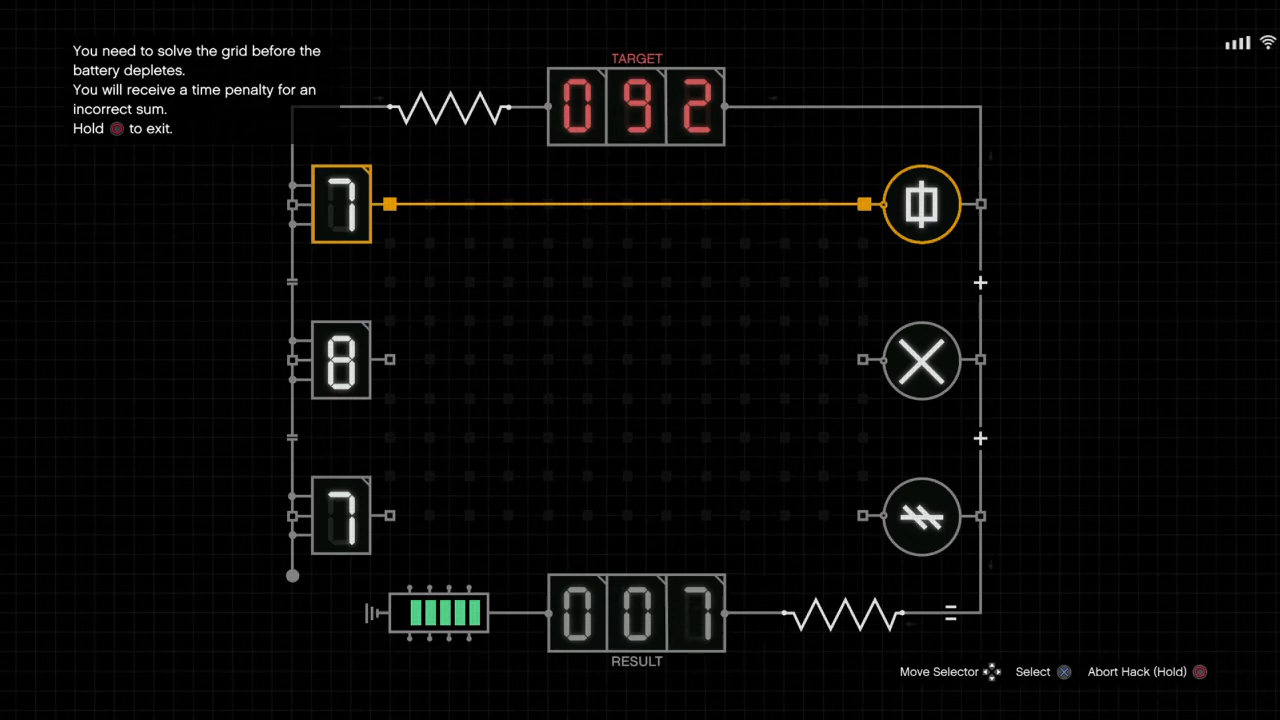 You need to solve the grid before the
battery depletes.
You will receive a time penalty for an
incorrect sum.
Hold to exit.
TARGET
092
7
8
7
+
+
=
007
RESULT
Move Selector Select Abort Hack (Hold)